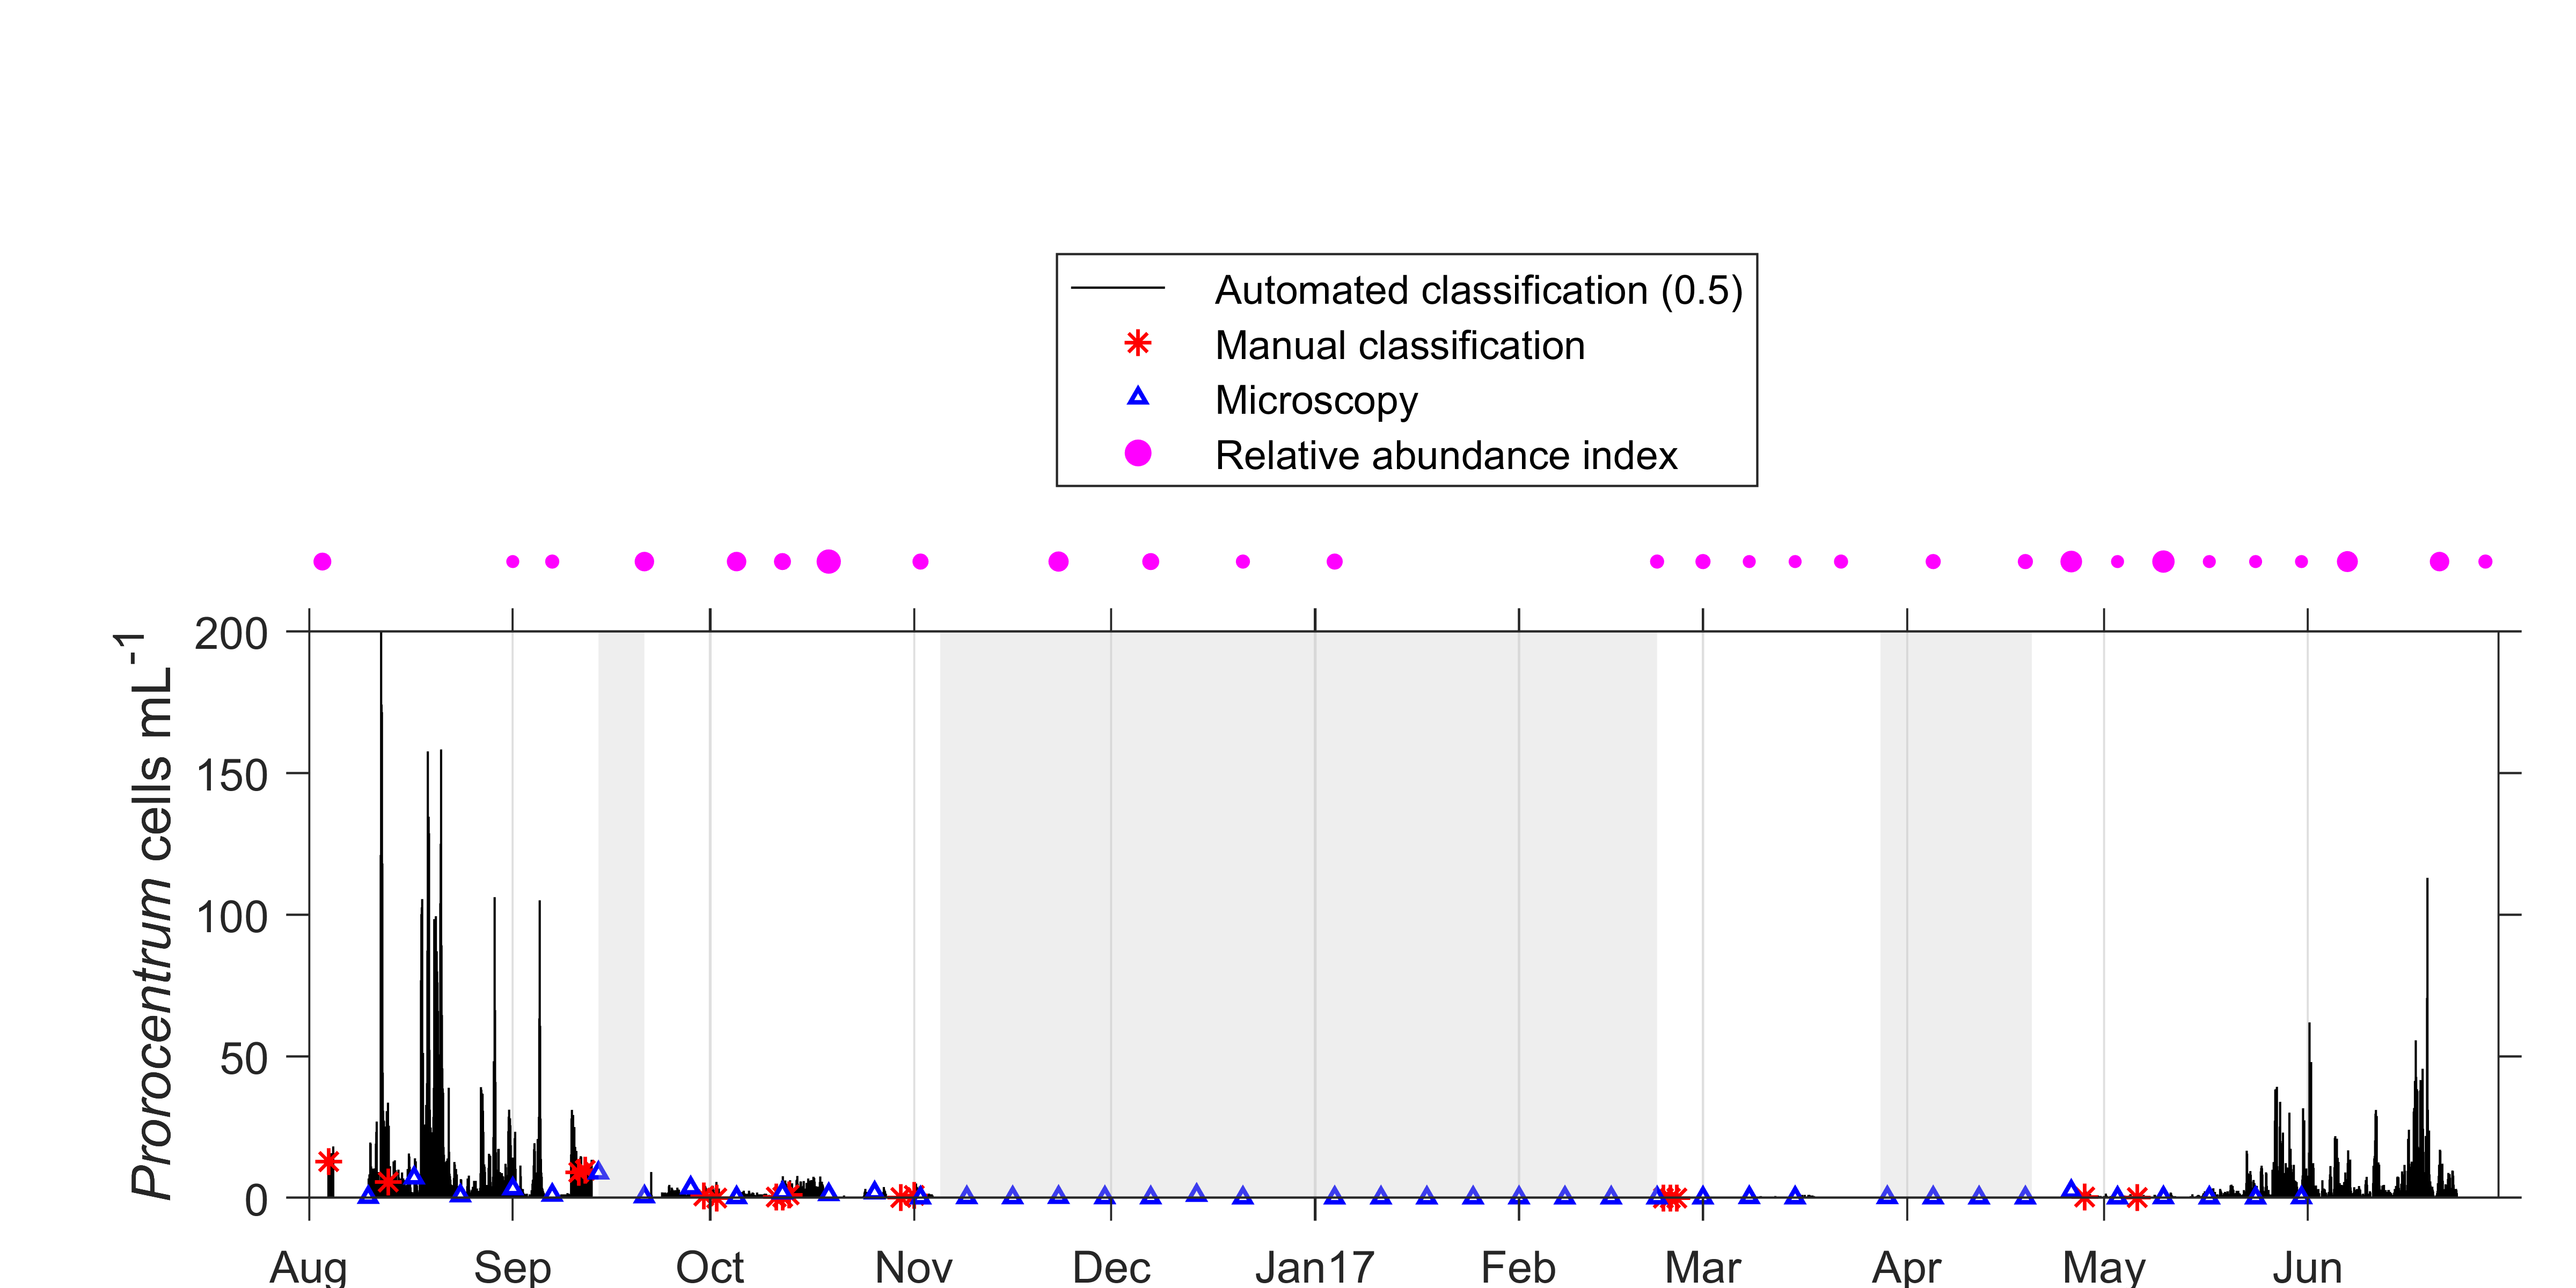 Automated classification (0.5)
Manual classification
Microscopy
Relative abundance index
Prorocentrum cells mL-1
200
150
100
50
0
Aug Sep Oct Nov Dec Jan17 Feb Mar Apr May Jun